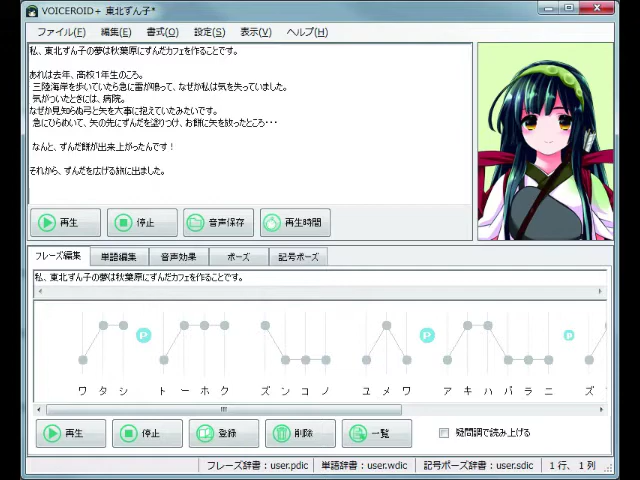 VOICEROID+ 東北ずん子*
ファイル(F) 編集(E) 書式(O) 設定(S) 表示(V) ヘルプ(H)
私、東北ずん子の夢は秋葉原にずんだカフェを作ることです。
あれは去年、高校1年生のころ。
三陸海岸を歩いていたら急に雷が鳴って、なぜか私は気を失っていました。
気がついたときには、病院。
なぜか見知らぬ弓と矢を大事に抱えていたみたいです。
急にひらめいて、矢の先にずんだを塗りつけ、お餅に矢を放ったところ・・・
なんと、ずんだ餅が出来上がったんです！
それから、ずんだを広げる旅に出ました。
再生 停止 音声保存 再生時間
フレーズ編集 単語編集 音声効果 ポーズ 記号ポーズ
私、東北ずん子の夢は秋葉原にずんだカフェを作ることです。
P P P
ワ タ シ ト ー ホ ク ズ ン コ ノ ユ メ ワ ア キ ハ バ ラ ニ ズ
再生 停止 登録 削除 一覧 疑問調で読み上げる
フレーズ辞書：user.pdic 単語辞書：user.wdic 記号ポーズ辞書：user.sdic 1 行、 1 列